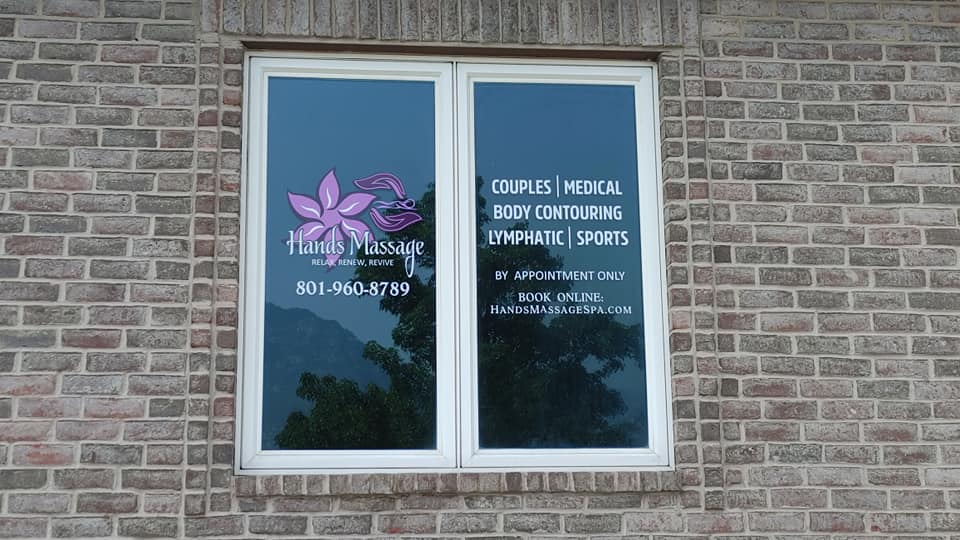 Hands Massage
RELAX, RENEW, REVIVE
801-960-8789
COUPLES | MEDICAL
BODY CONTOURING
LYMPHATIC | SPORTS
BY APPOINTMENT ONLY
BOOK ONLINE:
HANDSMASSAGESPA.COM